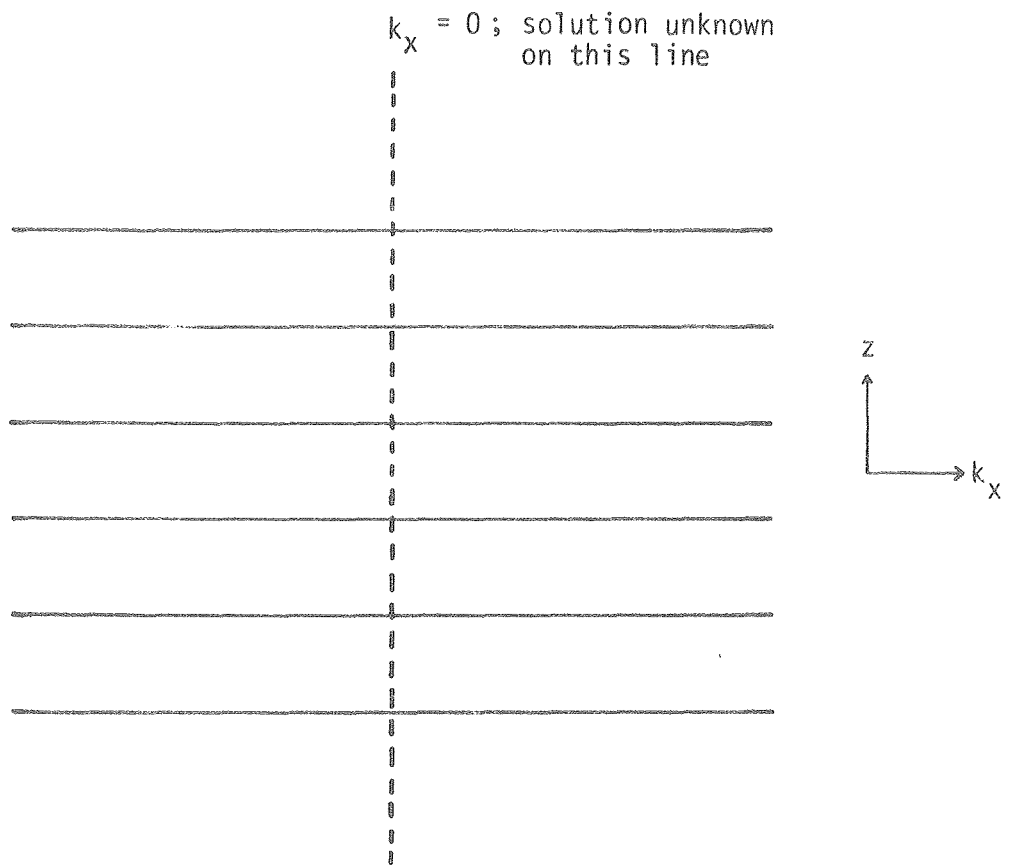 k_x = 0; solution unknown
on this line
z
k_x